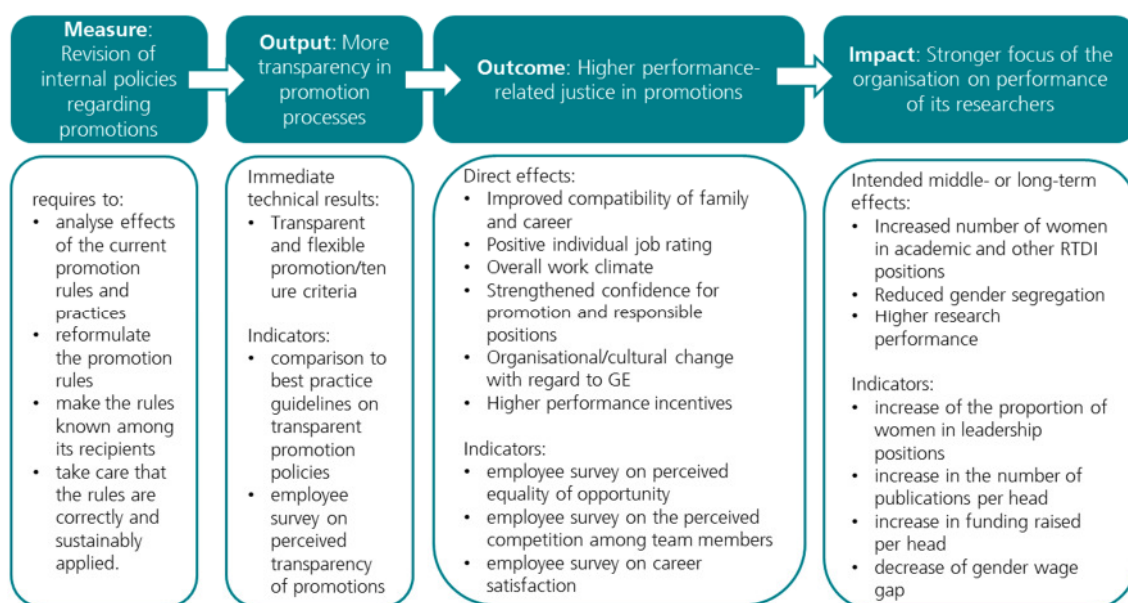 Measure:
Revision of
internal policies
regarding
promotions
Output: More
transparency in
promotion
processes
Outcome: Higher performance-
related justice in promotions
Impact: Stronger focus of the
organisation on performance
of its researchers
requires to:
• analyse effects
of the current
promotion
rules and
practices
• reformulate
the promotion
rules
• make the rules
known among
its recipients
• take care that
the rules are
correctly and
sustainably
applied.
Immediate
technical results:
• Transparent
and flexible
promotion/ten
ure criteria
Indicators:
• comparison to
best practice
guidelines on
transparent
promotion
policies
• employee
survey on
perceived
transparency
of promotions
Direct effects:
• Improved compatibility of family
and career
• Positive individual job rating
• Overall work climate
• Strengthened confidence for
promotion and responsible
positions
• Organisational/cultural change
with regard to GE
• Higher performance incentives
Indicators:
• employee survey on perceived
equality of opportunity
• employee survey on the perceived
competition among team members
• employee survey on career
satisfaction
Intended middle- or long-term
effects:
• Increased number of women
in academic and other RTDI
positions
• Reduced gender segregation
• Higher research
performance
Indicators:
• increase of the proportion of
women in leadership
positions
• increase in the number of
publications per head
• increase in funding raised
per head
• decrease of gender wage
gap